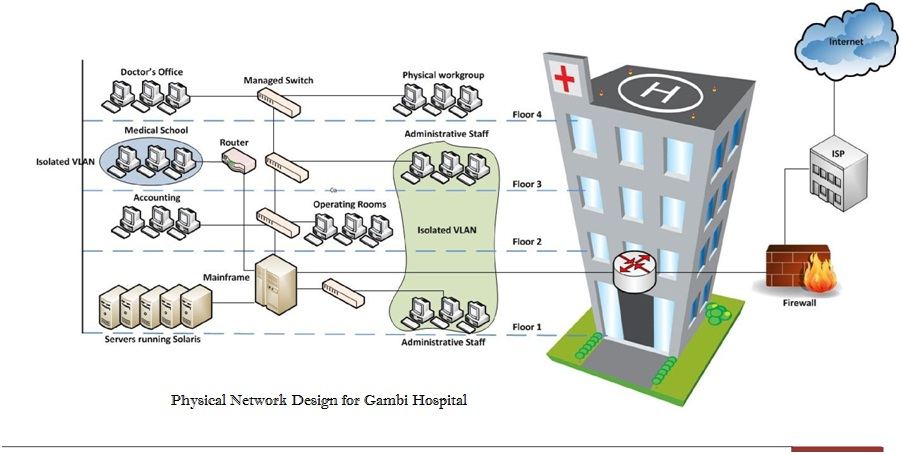 Internet
Doctor's Office
Managed Switch
Physical workgroup
Floor 4
Medical School
Router
Administrative Staff
Isolated VLAN
ISP
Floor 3
Co
Accounting
Operating Rooms
Isolated VLAN
Floor 2
Mainframe
Firewall
Floor 1
Servers running Solaris
Administrative Staff
Physical Network Design for Gambi Hospital
H